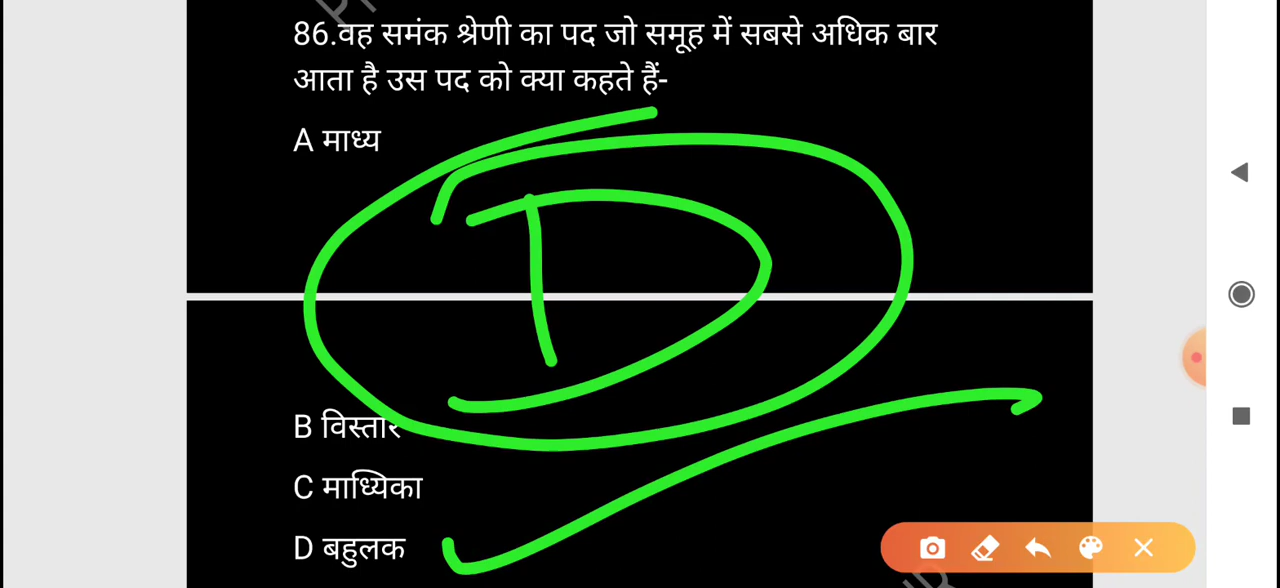 86.वह समंक श्रेणी का पद जो समूह में सबसे अधिक बार
आता है उस पद को क्या कहते हैं-
A माध्य
D
B विस्तार
C माध्यिका
D बहुलक